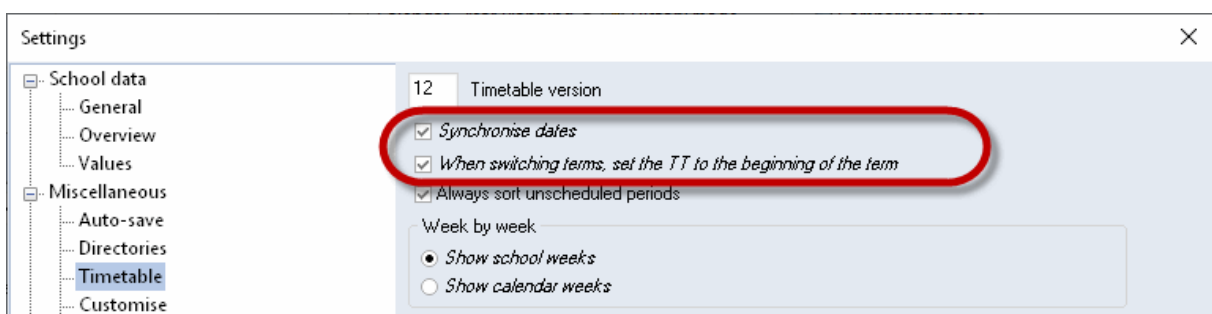 Settings
School data
General
Overview
Values
Miscellaneous
Auto-save
Directories
Timetable
Customise
12 Timetable version
Synchronise dates
When switching terms, set the TT to the beginning of the term
Always sort unscheduled periods
Week by week
Show school weeks
Show calendar weeks